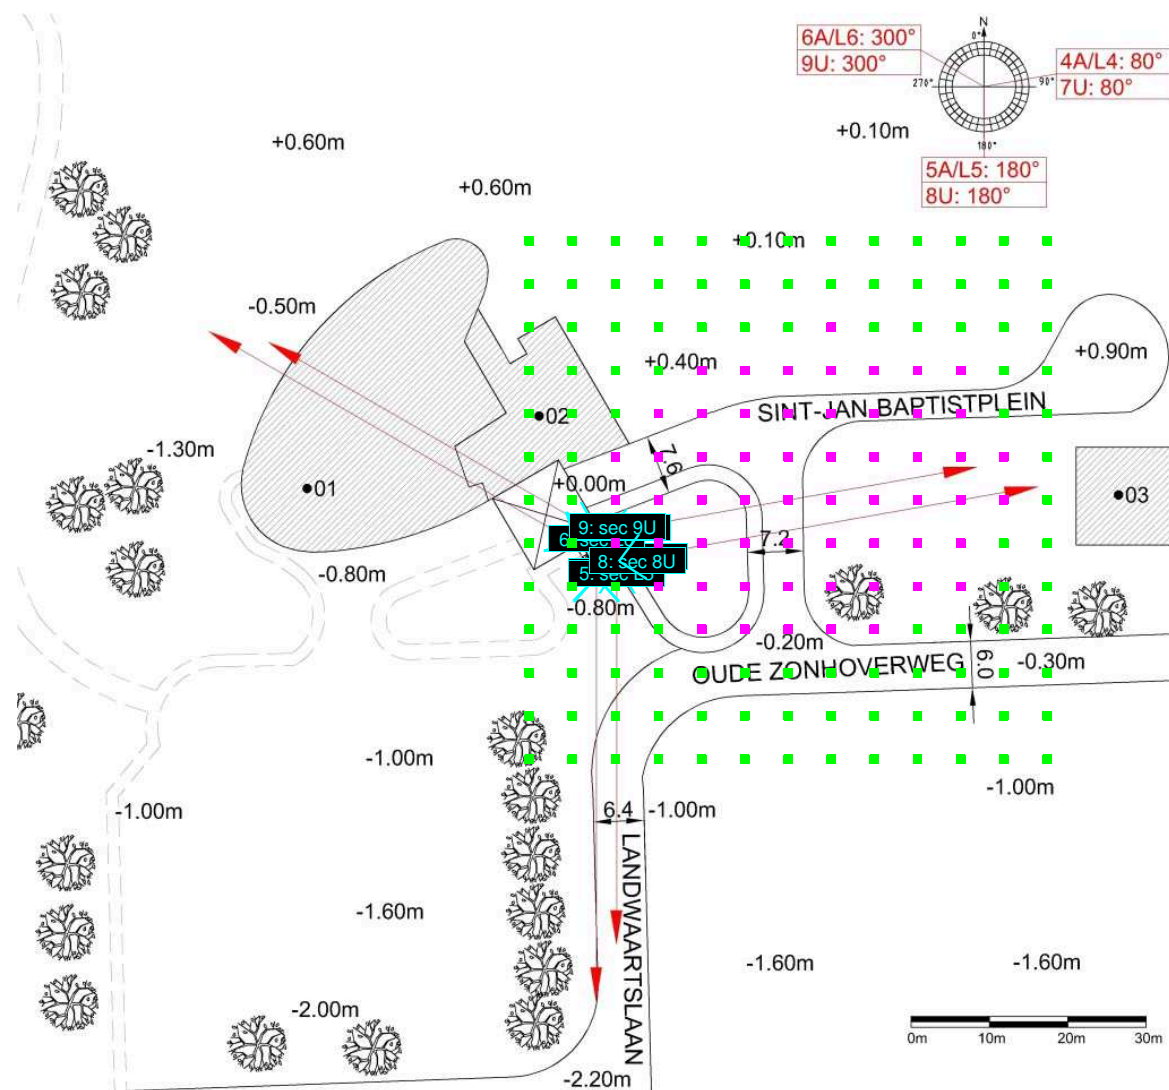 N
0°
90°
180°
270°
6A/L6: 300°
9U: 300°
4A/L4: 80°
7U: 80°
5A/L5: 180°
8U: 180°
+0.10m
+0.60m
+0.60m
+0.10m
-0.50m
+0.90m
+0.40m
SINT-JAN BAPTISTPLEIN
02
-1.30m
7.6
+0.00m
01
03
9: sec 9U
7.2
8: sec 8U
-0.80m
-0.80m
-0.20m
OUDE ZONHOVERWEG
6.0
-0.30m
-1.00m
-1.00m
-1.00m
6.4
-1.00m
LANDWAARTSLAAN
-1.60m
-1.60m
-1.60m
-2.00m
0m
10m
20m
30m
-2.20m